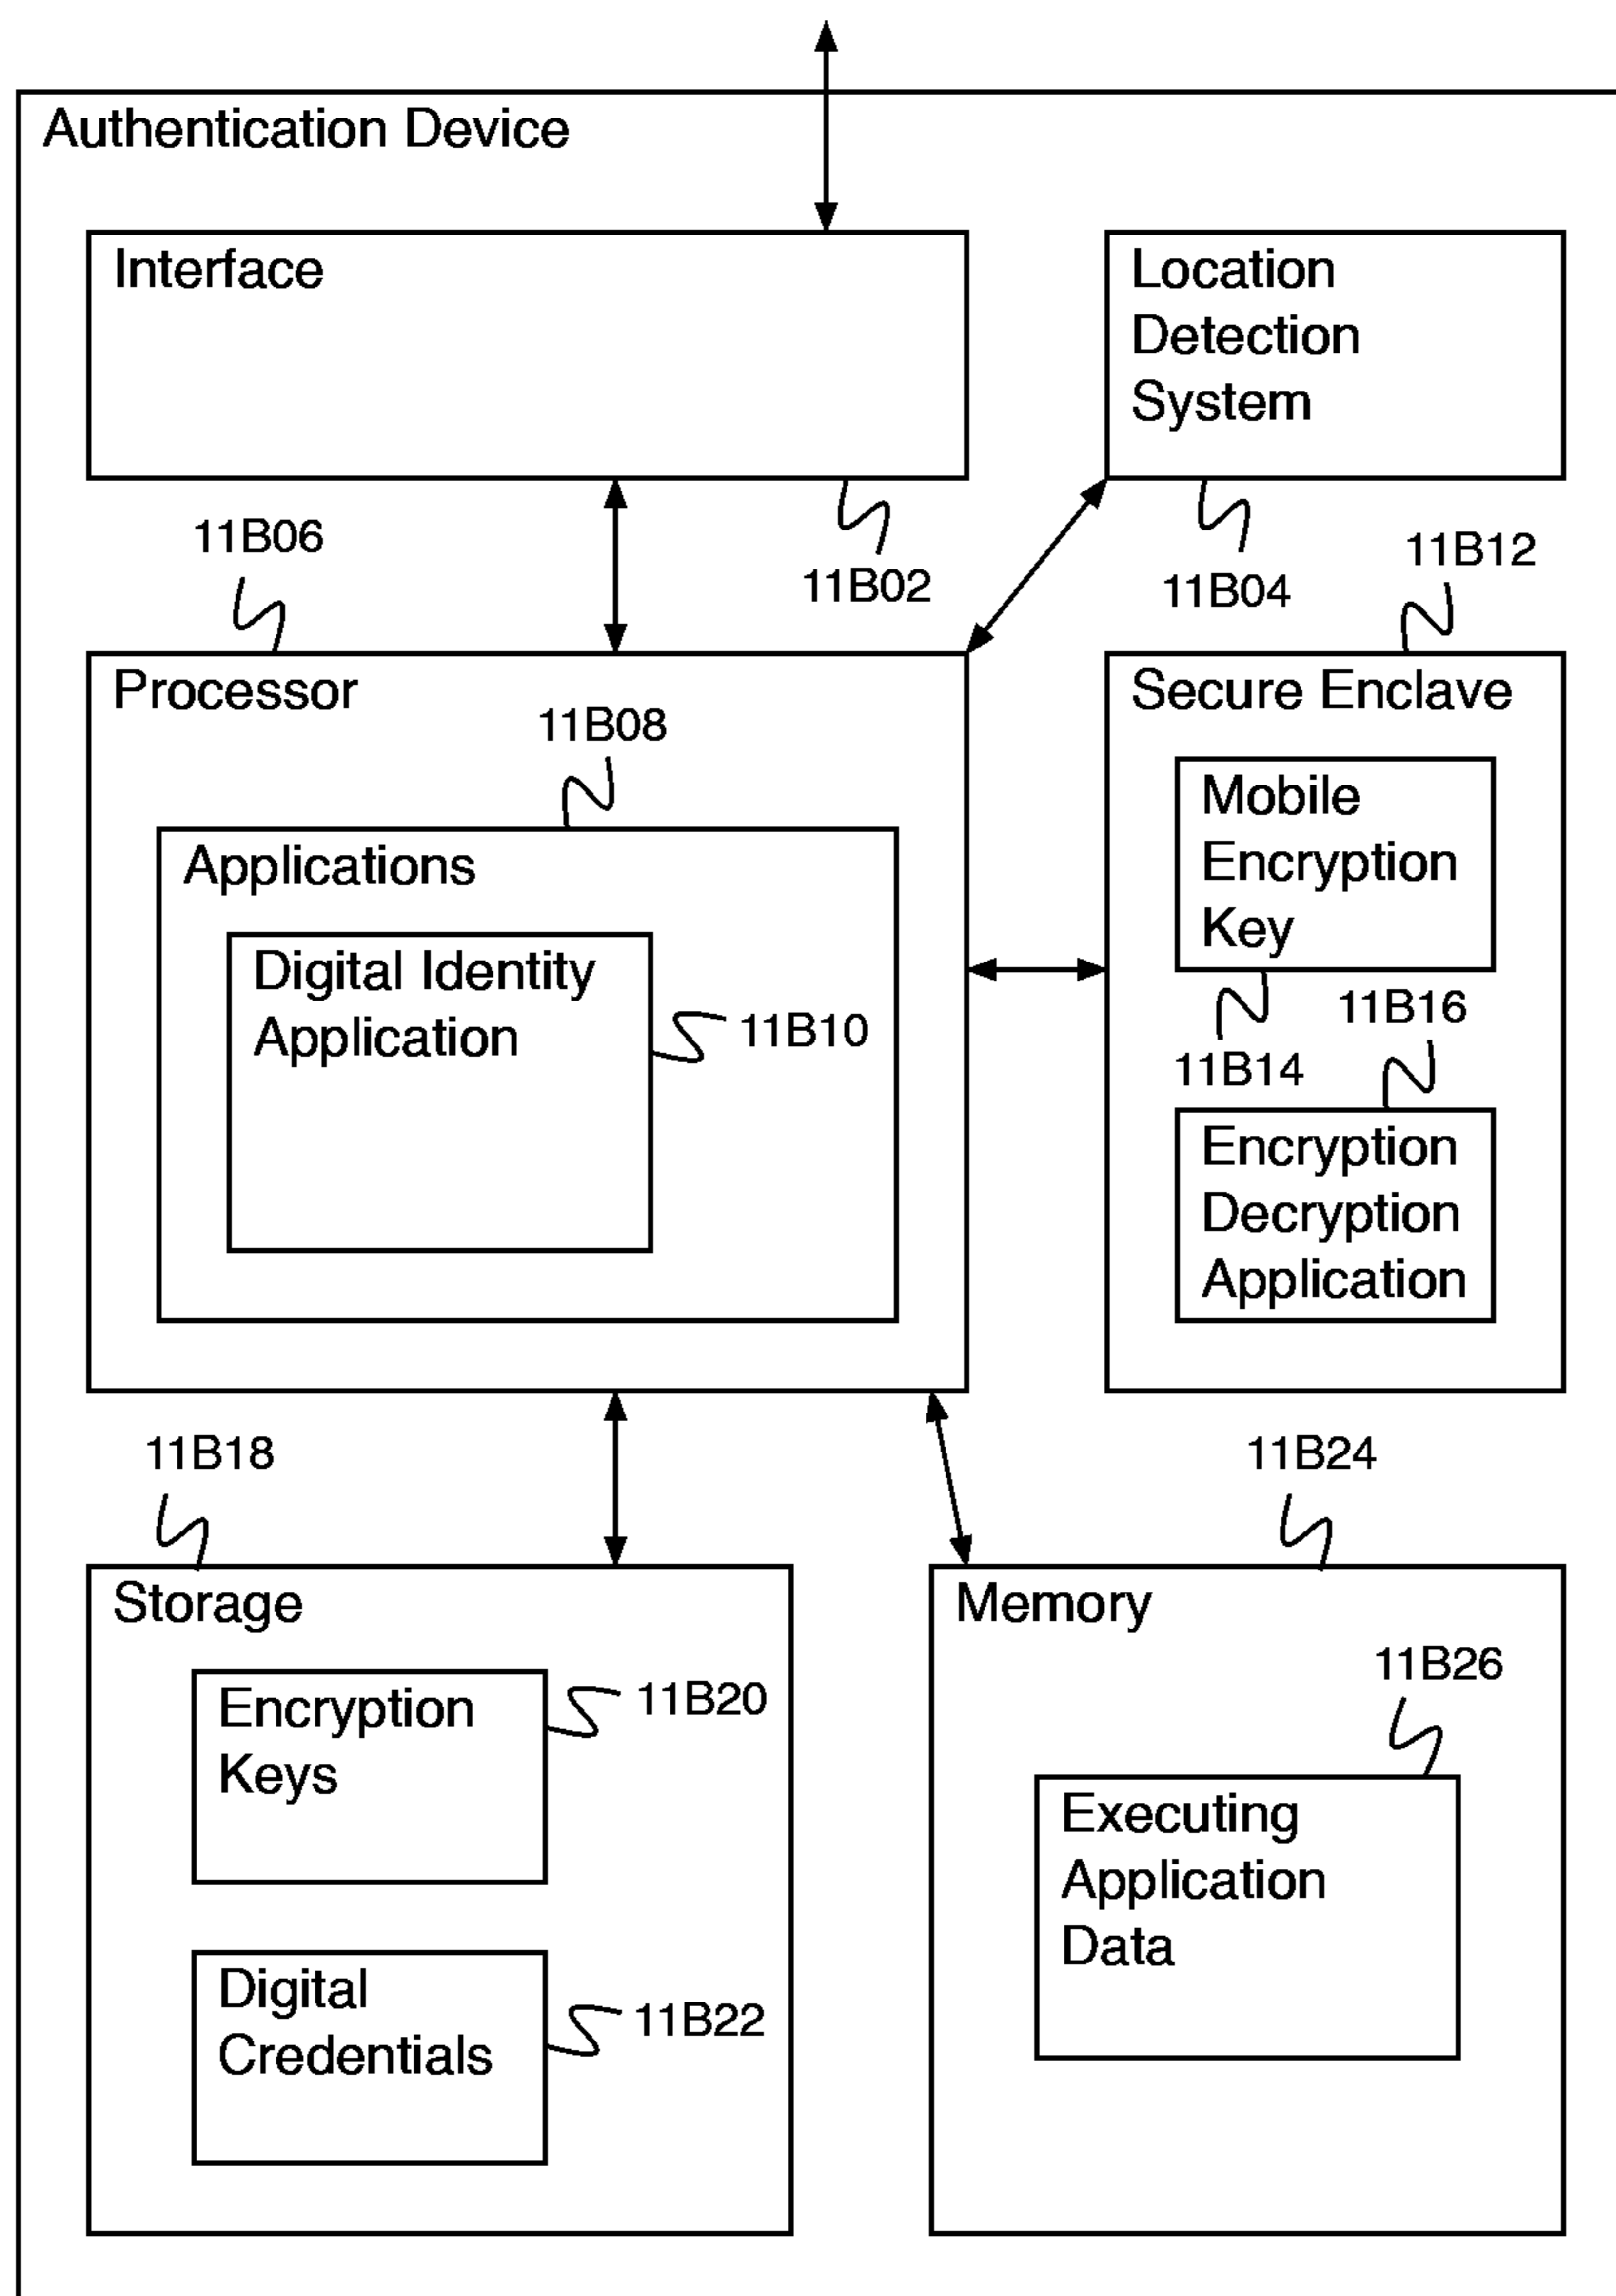 Authentication Device
Interface
Location
Detection
System
11B06
11B02
11B04
11B12
Processor
11B08
Applications
Digital Identity
Application
11B10
Secure Enclave
Mobile
Encryption
Key
11B14
11B16
Encryption
Decryption
Application
11B18
11B24
Storage
Encryption
Keys
11B20
Digital
Credentials
11B22
Memory
11B26
Executing
Application
Data